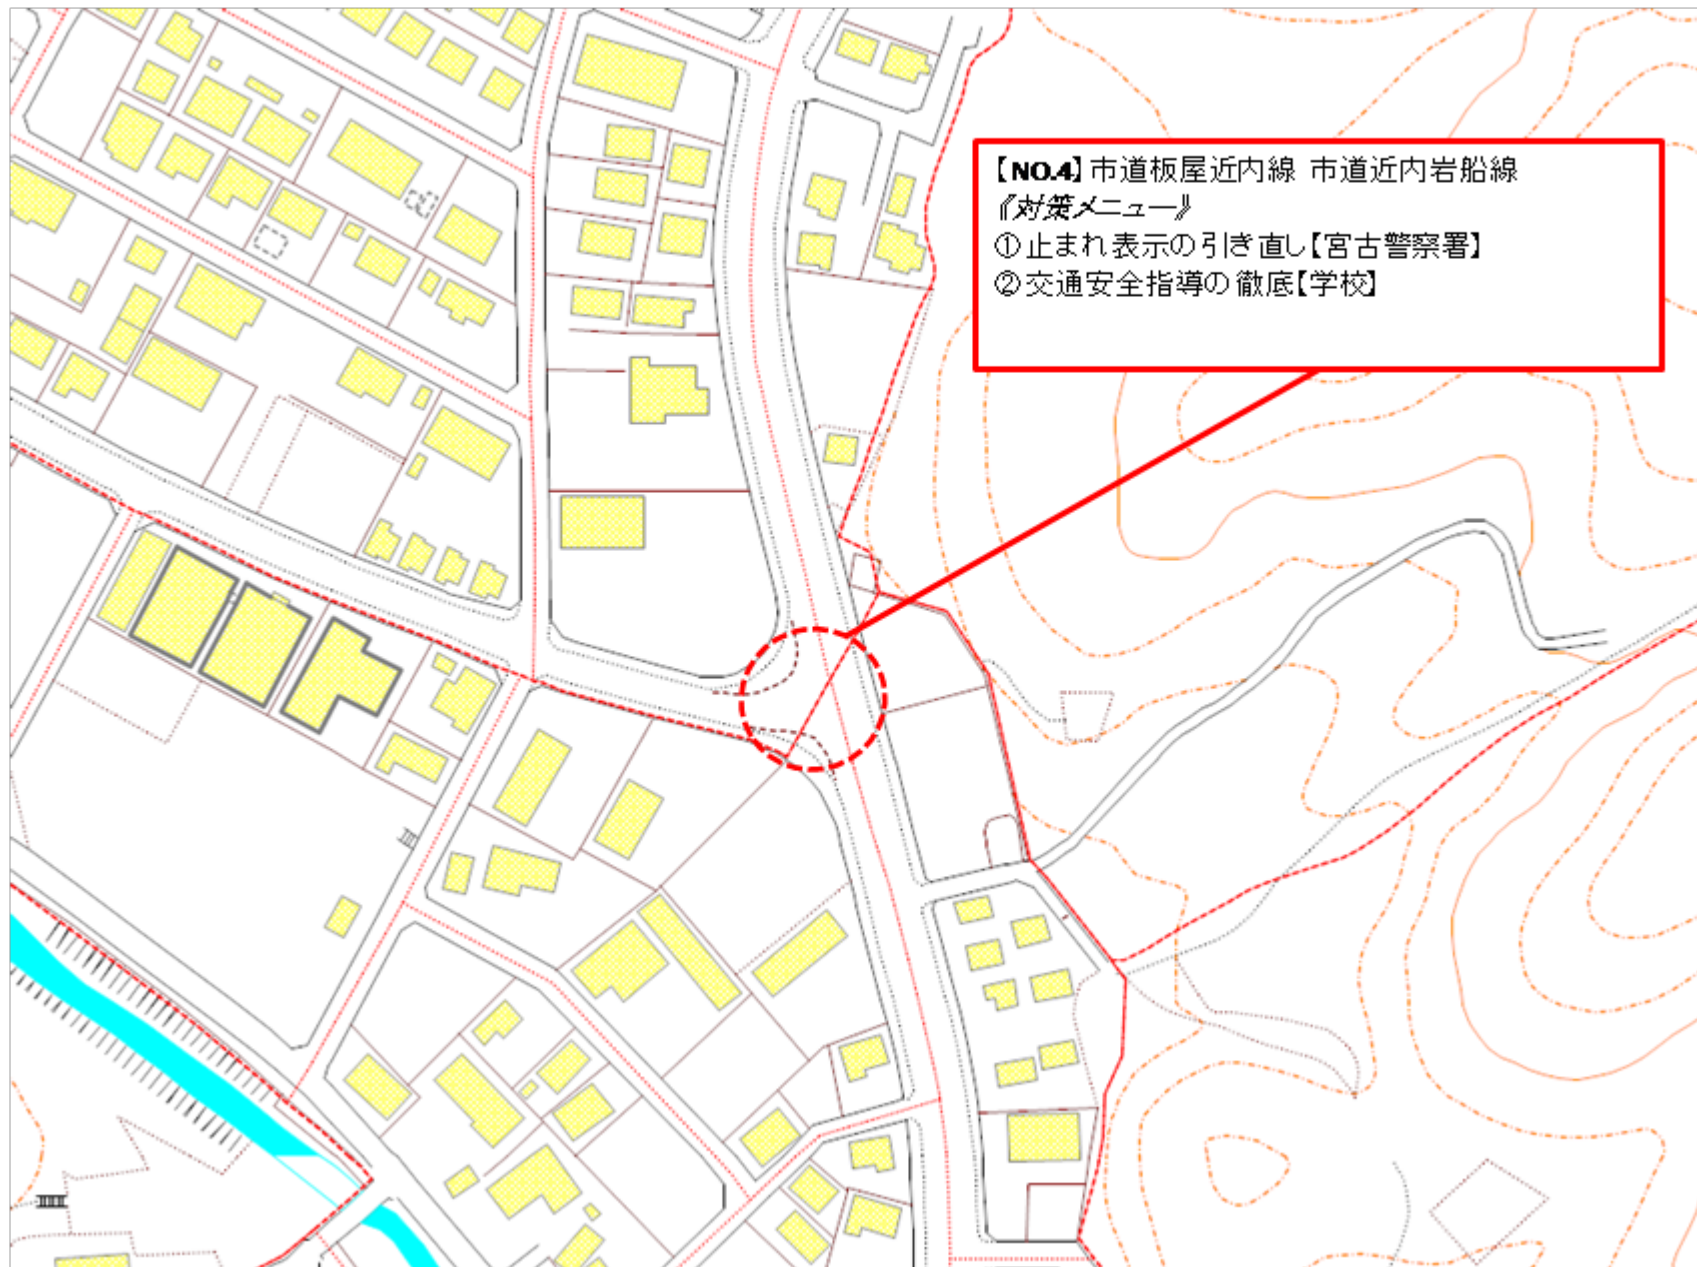 【NO.4】市道板屋近内線 市道近内岩船線
『対策メニュー』
①止まれ表示の引き直し【宮古警察署】
②交通安全指導の徹底【学校】